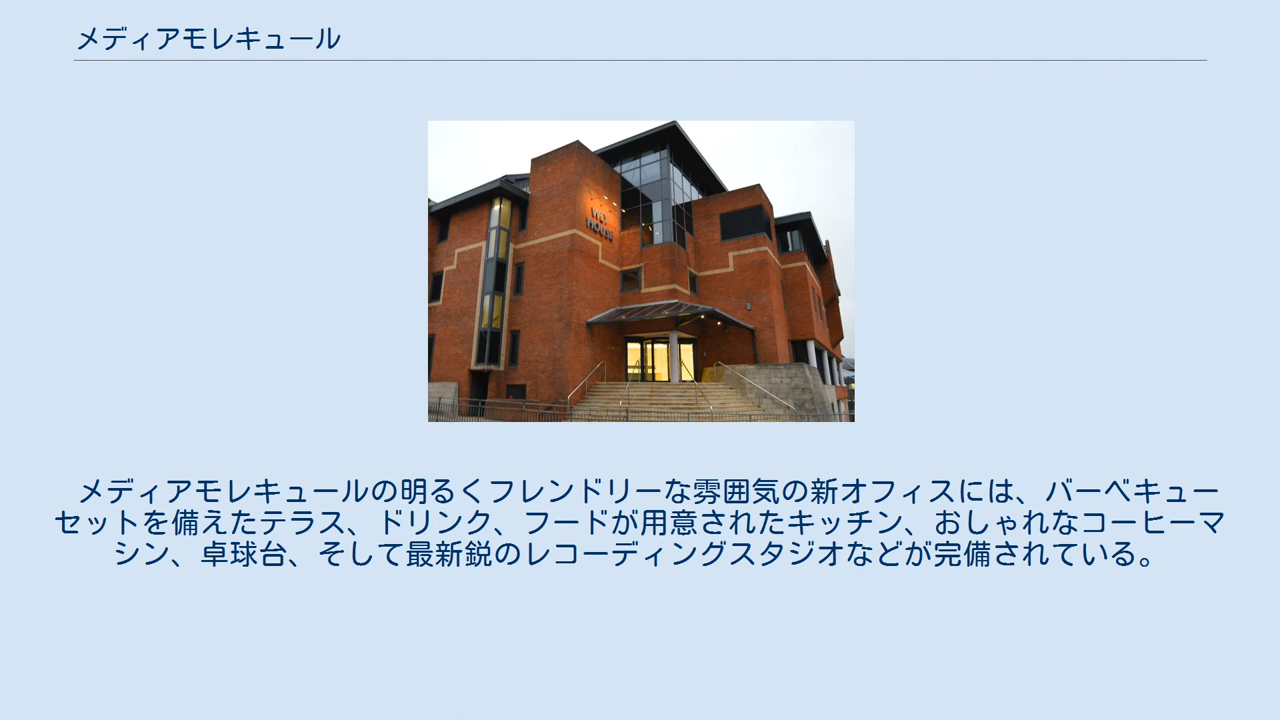 メディアモレキュール
WEY
HOUSE
メディアモレキュールの明るくフレンドリーな雰囲気の新オフィスには、バーベキュー
セットを備えたテラス、ドリンク、フードが用意されたキッチン、おしゃれなコーヒーマ
シン、卓球台、そして最新鋭のレコーディングスタジオなどが完備されている。